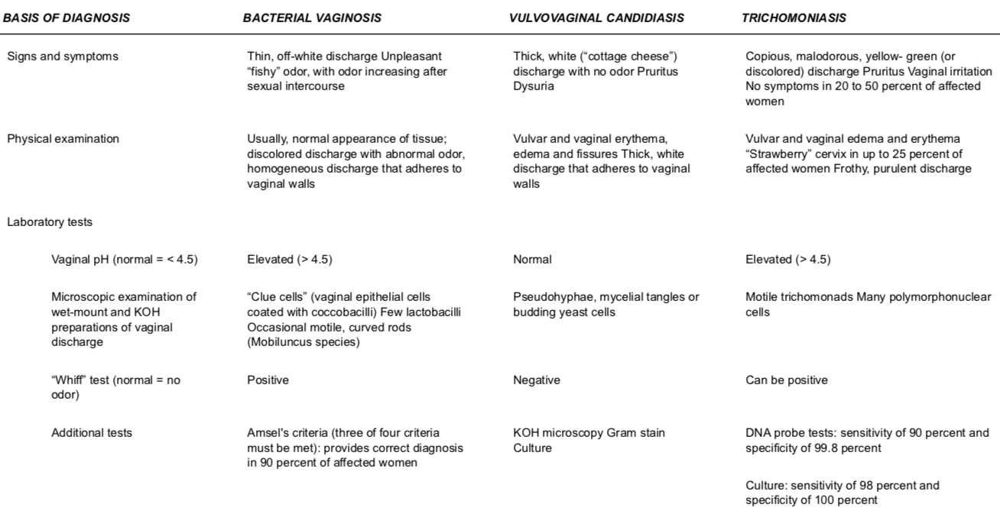 BASIS OF DIAGNOSIS
BACTERIAL VAGINOSIS
VULVOVAGINAL CANDIDIASIS
TRICHOMONIASIS
Signs and symptoms
Thin, off-white discharge Unpleasant
“fishy” odor, with odor increasing after
sexual intercourse
Thick, white (“cottage cheese”)
discharge with no odor Pruritus
Dysuria
Copious, malodorous, yellow- green (or
discolored) discharge Pruritus Vaginal irritation
No symptoms in 20 to 50 percent of affected
women
Physical examination
Usually, normal appearance of tissue;
discolored discharge with abnormal odor,
homogeneous discharge that adheres to
vaginal walls
Vulvar and vaginal erythema,
edema and fissures Thick, white
discharge that adheres to vaginal
walls
Vulvar and vaginal edema and erythema
“Strawberry” cervix in up to 25 percent of
affected women Frothy, purulent discharge
Laboratory tests
Vaginal pH (normal = < 4.5)
Elevated (> 4.5)
Normal
Elevated (> 4.5)
Microscopic examination of
wet-mount and KOH
preparations of vaginal
discharge
“Clue cells” (vaginal epithelial cells
coated with coccobacilli) Few lactobacilli
Occasional motile, curved rods
(Mobiluncus species)
Pseudohyphae, mycelial tangles or
budding yeast cells
Motile trichomonads Many polymorphonuclear
cells
“Whiff” test (normal = no
odor)
Positive
Negative
Can be positive
Additional tests
Amsel's criteria (three of four criteria
must be met): provides correct diagnosis
in 90 percent of affected women
KOH microscopy Gram stain
Culture
DNA probe tests: sensitivity of 90 percent and
specificity of 99.8 percent
Culture: sensitivity of 98 percent and
specificity of 100 percent